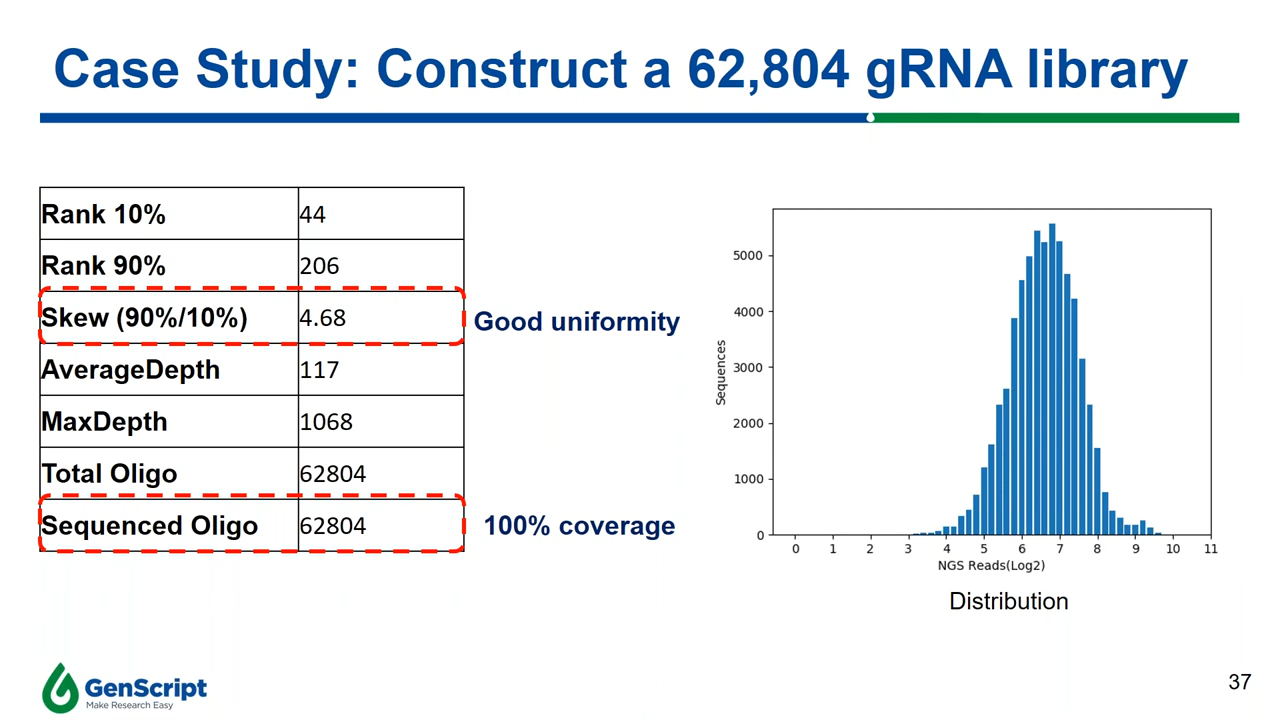 Case Study: Construct a 62,804 gRNA library
Rank 10% 44
Rank 90% 206
Skew (90%/10%) 4.68 Good uniformity
AverageDepth 117
MaxDepth 1068
Total Oligo 62804
Sequenced Oligo 62804 100% coverage
Sequences
5000
4000
3000
2000
1000
0
0 1 2 3 4 5 6 7 8 9 10 11
NGS Reads(Log2)
Distribution
GenScript
Make Research Easy
37